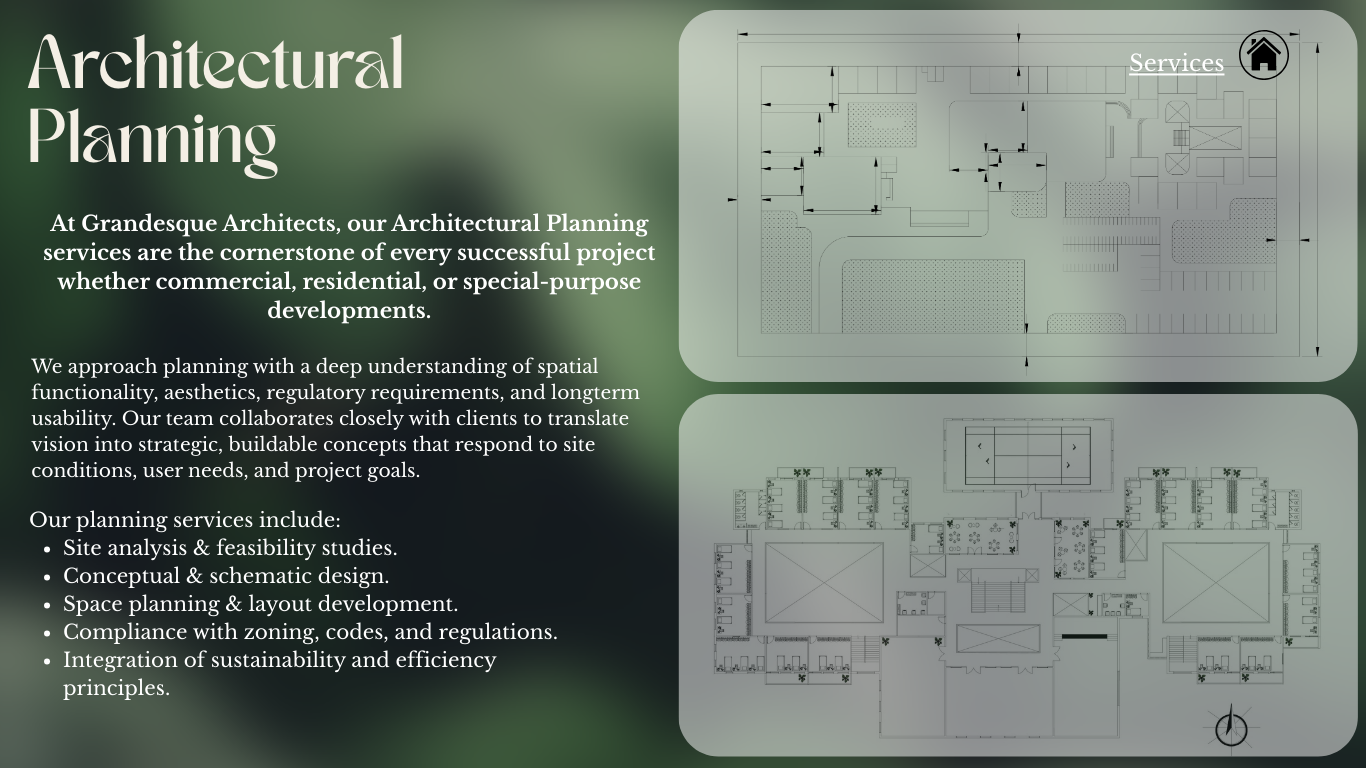 Architectural
Planning
Services
At Grandesque Architects, our Architectural Planning
services are the cornerstone of every successful project
whether commercial, residential, or special-purpose
developments.
We approach planning with a deep understanding of spatial
functionality, aesthetics, regulatory requirements, and longterm
usability. Our team collaborates closely with clients to translate
vision into strategic, buildable concepts that respond to site
conditions, user needs, and project goals.
Our planning services include:
• Site analysis & feasibility studies.
• Conceptual & schematic design.
• Space planning & layout development.
• Compliance with zoning, codes, and regulations.
• Integration of sustainability and efficiency
principles.